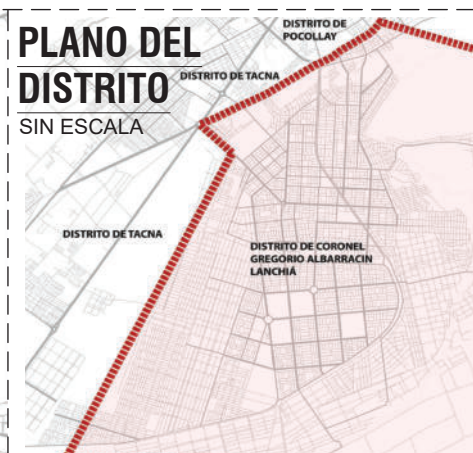 PLANO DEL
DISTRITO
SIN ESCALA
DISTRITO DE
POCOLLAY
DISTRITO DE TACNA
DISTRITO DE TACNA
DISTRITO DE CORONEL
GREGORIO ALBARRACIN
LANCHIÁ